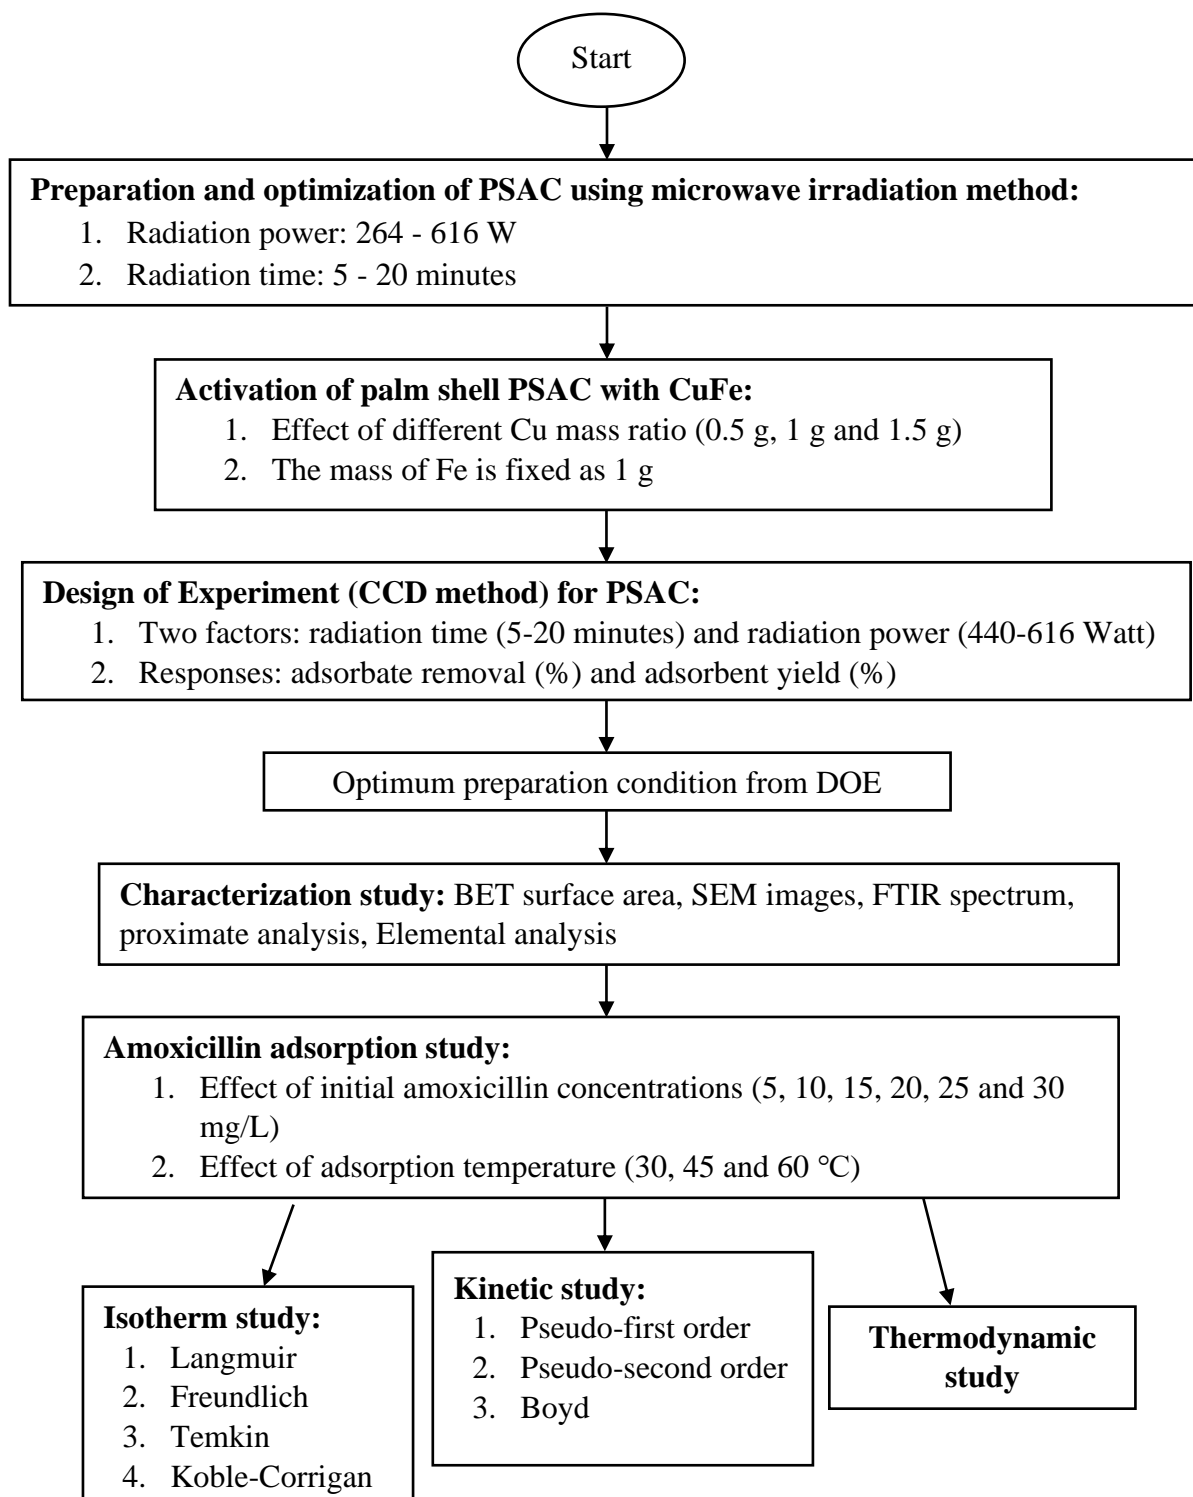 Start
Preparation and optimization of PSAC using microwave irradiation method:
1. Radiation power: 264 - 616 W
2. Radiation time: 5 - 20 minutes
Activation of palm shell PSAC with CuFe:
1. Effect of different Cu mass ratio (0.5 g, 1 g and 1.5 g)
2. The mass of Fe is fixed as 1 g
Design of Experiment (CCD method) for PSAC:
1. Two factors: radiation time (5-20 minutes) and radiation power (440-616 Watt)
2. Responses: adsorbate removal (%) and adsorbent yield (%)
Optimum preparation condition from DOE
Characterization study: BET surface area, SEM images, FTIR spectrum,
proximate analysis, Elemental analysis
Amoxicillin adsorption study:
1. Effect of initial amoxicillin concentrations (5, 10, 15, 20, 25 and 30
mg/L)
2. Effect of adsorption temperature (30, 45 and 60 °C)
Isotherm study:
1. Langmuir
2. Freundlich
3. Temkin
4. Koble-Corrigan
Kinetic study:
1. Pseudo-first order
2. Pseudo-second order
3. Boyd
Thermodynamic
study